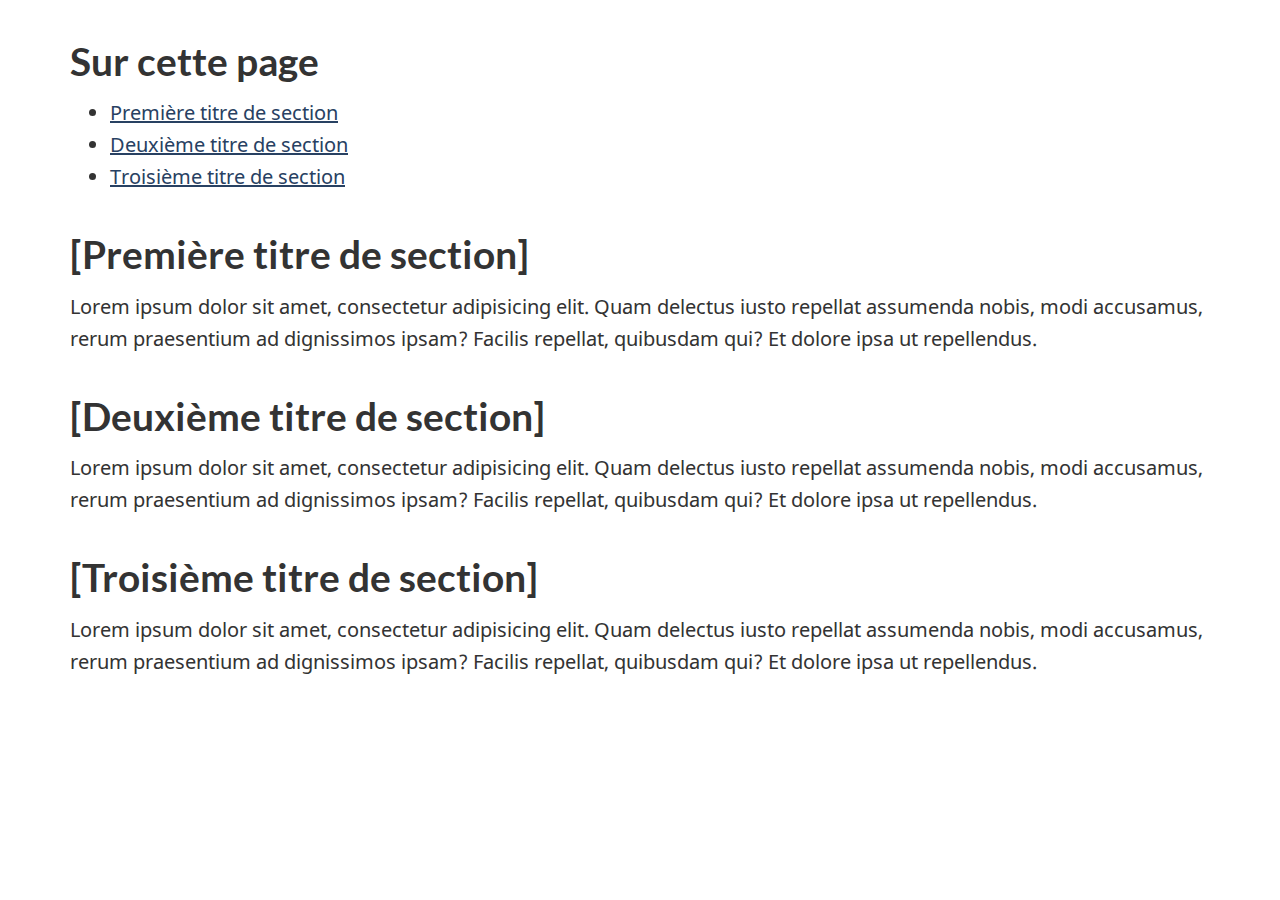 Sur cette page
Première titre de section
Deuxième titre de section
Troisième titre de section
[Première titre de section]
Lorem ipsum dolor sit amet, consectetur adipisicing elit. Quam delectus iusto repellat assumenda nobis, modi accusamus,
rerum praesentium ad dignissimos ipsam? Facilis repellat, quibusdam qui? Et dolore ipsa ut repellendus.
[Deuxième titre de section]
Lorem ipsum dolor sit amet, consectetur adipisicing elit. Quam delectus iusto repellat assumenda nobis, modi accusamus,
rerum praesentium ad dignissimos ipsam? Facilis repellat, quibusdam qui? Et dolore ipsa ut repellendus.
[Troisième titre de section]
Lorem ipsum dolor sit amet, consectetur adipisicing elit. Quam delectus iusto repellat assumenda nobis, modi accusamus,
rerum praesentium ad dignissimos ipsam? Facilis repellat, quibusdam qui? Et dolore ipsa ut repellendus.